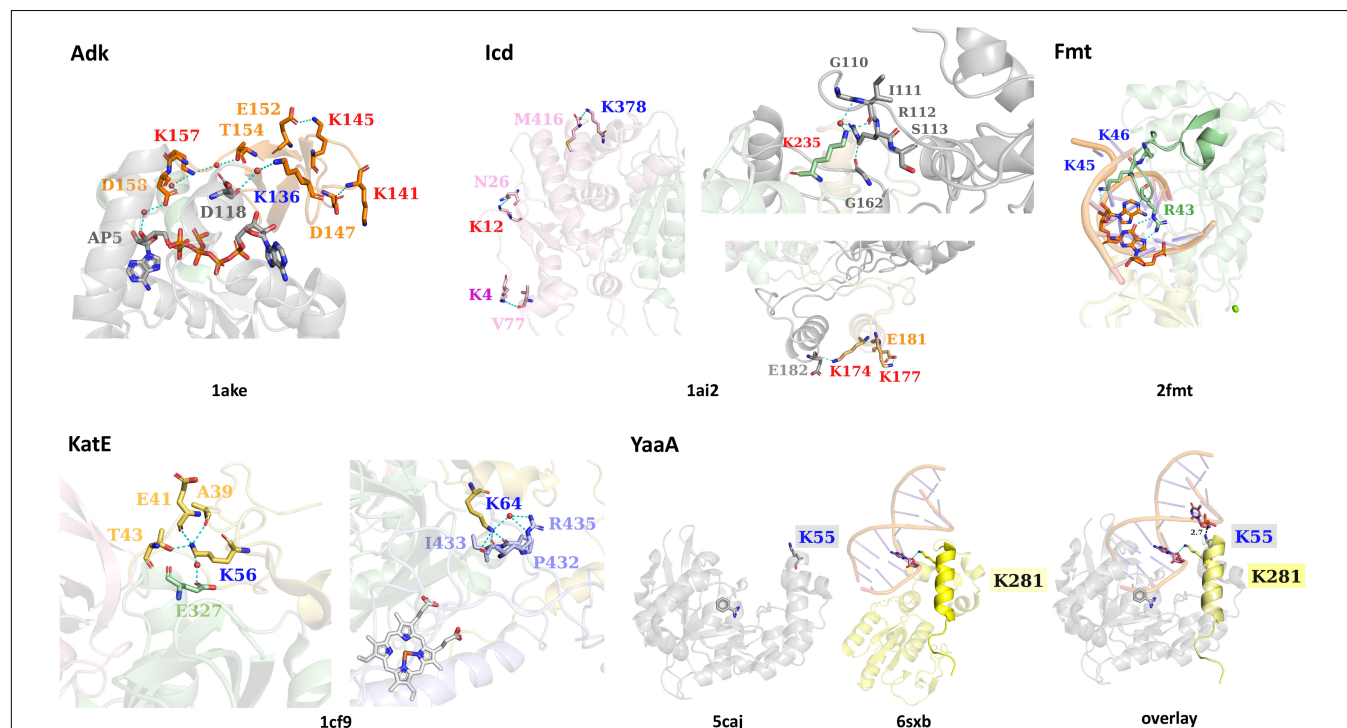 Adk
E152
T154
K157
K145
D158
K136
K141
D118
AP5
D147
1ake
Icd
K378
M416
N26
K12
K4
V77
G110
I111
R112
S113
K235
G162
E181
E182
K174
K177
1ai2
Fmt
K46
K45
R43
2fmt
KatE
A39
E41
T43
K56
E327
K64
R435
I433
P432
1cf9
YaaA
K55
5caj
K281
6sxb
2.7
K55
K281
overlay